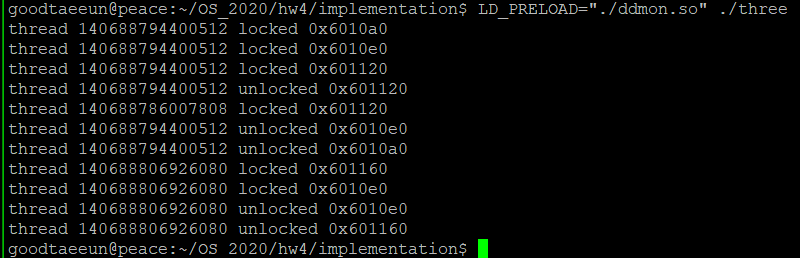 goodtaeeun@peace:~/OS_2020/hw4/implementation$ LD_PRELOAD="./ddmon.so" ./three
thread 140688794400512 locked 0x6010a0
thread 140688794400512 locked 0x6010e0
thread 140688794400512 locked 0x601120
thread 140688794400512 unlocked 0x601120
thread 140688786007808 locked 0x601120
thread 140688794400512 unlocked 0x6010e0
thread 140688794400512 unlocked 0x6010a0
thread 140688806926080 locked 0x601160
thread 140688806926080 locked 0x6010e0
thread 140688806926080 unlocked 0x6010e0
thread 140688806926080 unlocked 0x601160
goodtaeeun@peace:~/OS_2020/hw4/implementation$